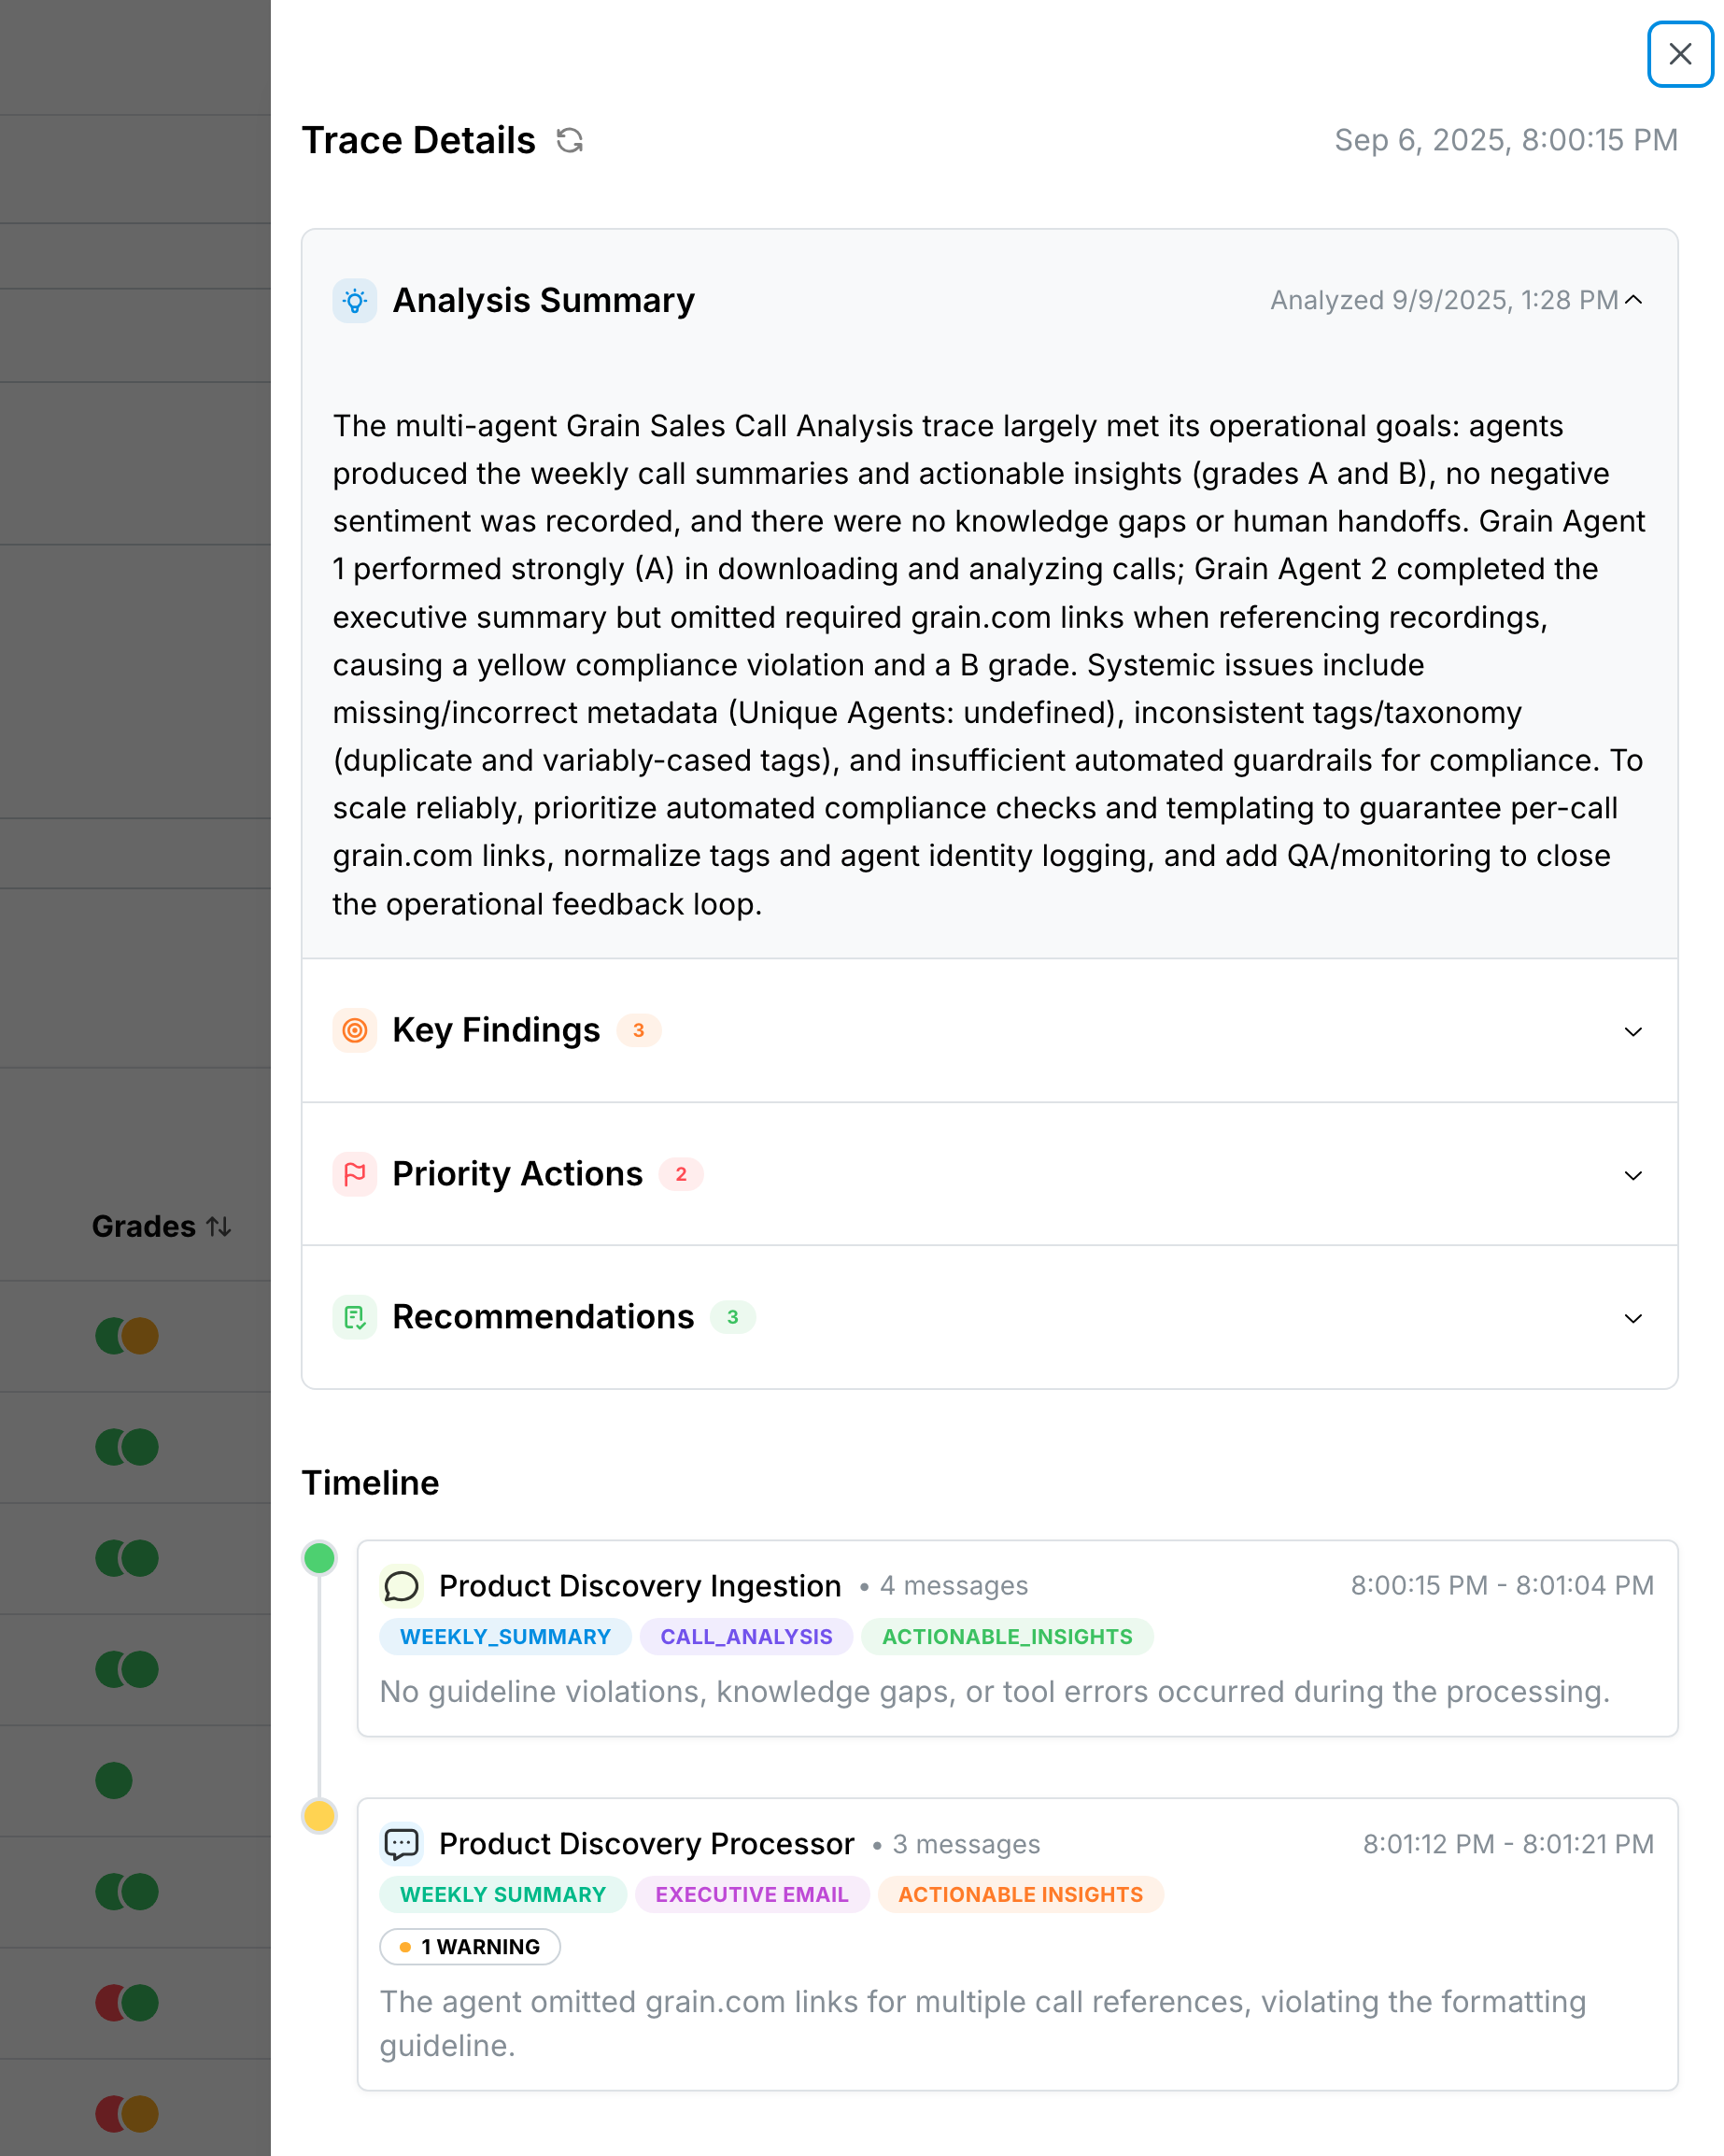 Trace Details
Sep 6, 2025, 8:00:15 PM
Analysis Summary
Analyzed 9/9/2025, 1:28 PM
The multi-agent Grain Sales Call Analysis trace largely met its operational goals: agents
produced the weekly call summaries and actionable insights (grades A and B), no negative
sentiment was recorded, and there were no knowledge gaps or human handoffs. Grain Agent
1 performed strongly (A) in downloading and analyzing calls; Grain Agent 2 completed the
executive summary but omitted required grain.com links when referencing recordings,
causing a yellow compliance violation and a B grade. Systemic issues include
missing/incorrect metadata (Unique Agents: undefined), inconsistent tags/taxonomy
(duplicate and variably-cased tags), and insufficient automated guardrails for compliance. To
scale reliably, prioritize automated compliance checks and templating to guarantee per-call
grain.com links, normalize tags and agent identity logging, and add QA/monitoring to close
the operational feedback loop.
Key Findings 3
Priority Actions 2
Grades
Recommendations 3
Timeline
Product Discovery Ingestion • 4 messages
8:00:15 PM - 8:01:04 PM
WEEKLY_SUMMARY CALL_ANALYSIS ACTIONABLE_INSIGHTS
No guideline violations, knowledge gaps, or tool errors occurred during the processing.
Product Discovery Processor • 3 messages
8:01:12 PM - 8:01:21 PM
WEEKLY SUMMARY EXECUTIVE EMAIL ACTIONABLE INSIGHTS
1 WARNING
The agent omitted grain.com links for multiple call references, violating the formatting
guideline.